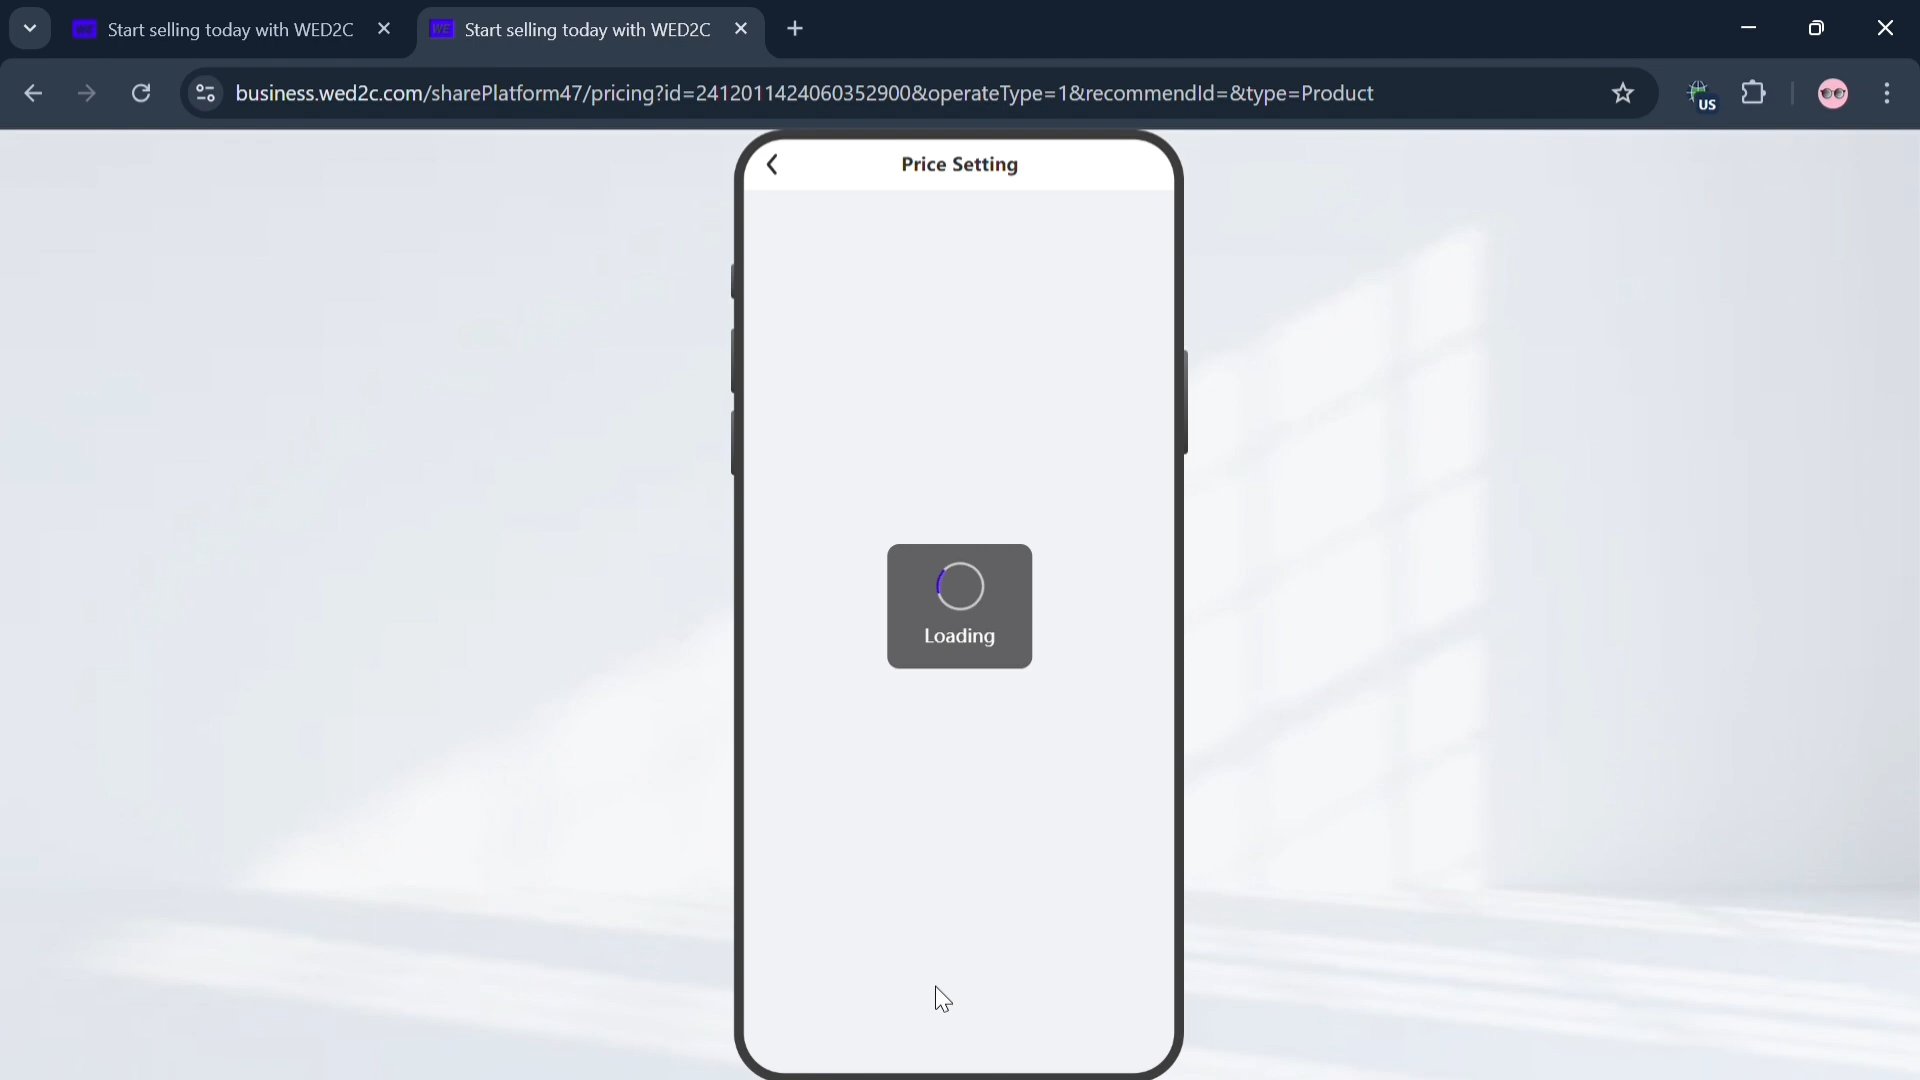 Start selling today with WED2C
Start selling today with WED2C
business.wed2c.com/sharePlatform47/pricing?id=2412011424060352900&operateType=1&recommendId=&type=Product
US
Price Setting
Loading